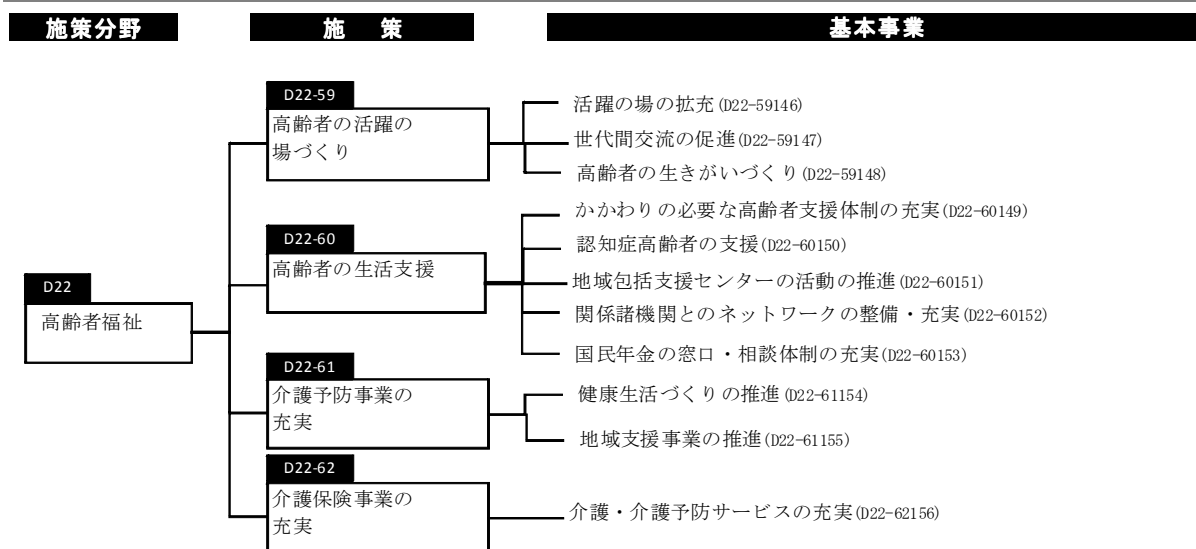 施策分野
施　策
基本事業
D22
高齢者福祉
D22-59
高齢者の活躍の
場づくり
活躍の場の拡充(D22-59146)
世代間交流の促進(D22-59147)
高齢者の生きがいづくり(D22-59148)
D22-60
高齢者の生活支援
かかわりの必要な高齢者支援体制の充実(D22-60149)
認知症高齢者の支援(D22-60150)
地域包括支援センターの活動の推進(D22-60151)
関係諸機関とのネットワークの整備・充実(D22-60152)
国民年金の窓口・相談体制の充実(D22-60153)
D22-61
介護予防事業の
充実
健康生活づくりの推進(D22-61154)
地域支援事業の推進(D22-61155)
D22-62
介護保険事業の
充実
介護・介護予防サービスの充実(D22-62156)